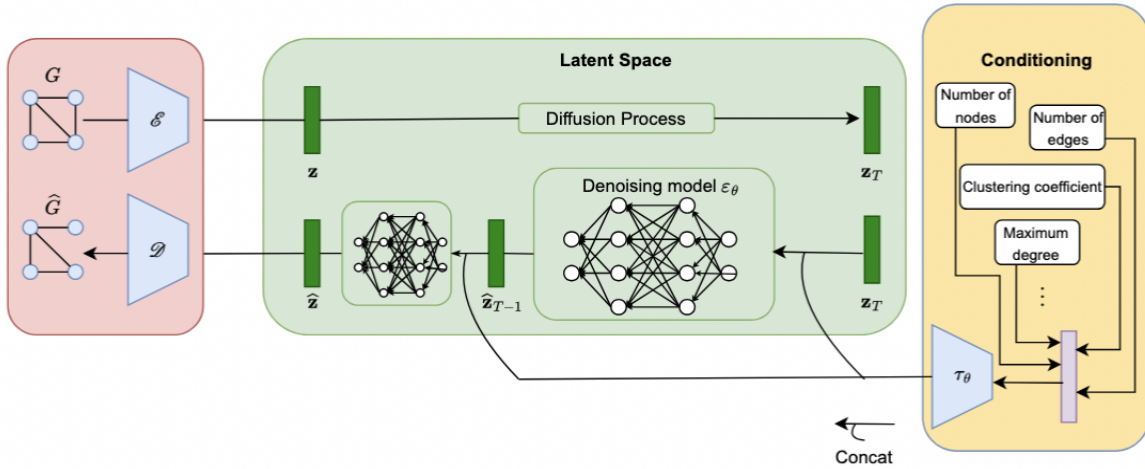 G
ℰ
Ĝ
𝒟
Latent Space
Diffusion Process
z
z_T
Denoising model ε_θ
ẑ
ẑ_{T−1}
z_T
Conditioning
Number of
nodes
Number of
edges
Clustering coefficient
Maximum
degree
⋮
τ_θ
Concat